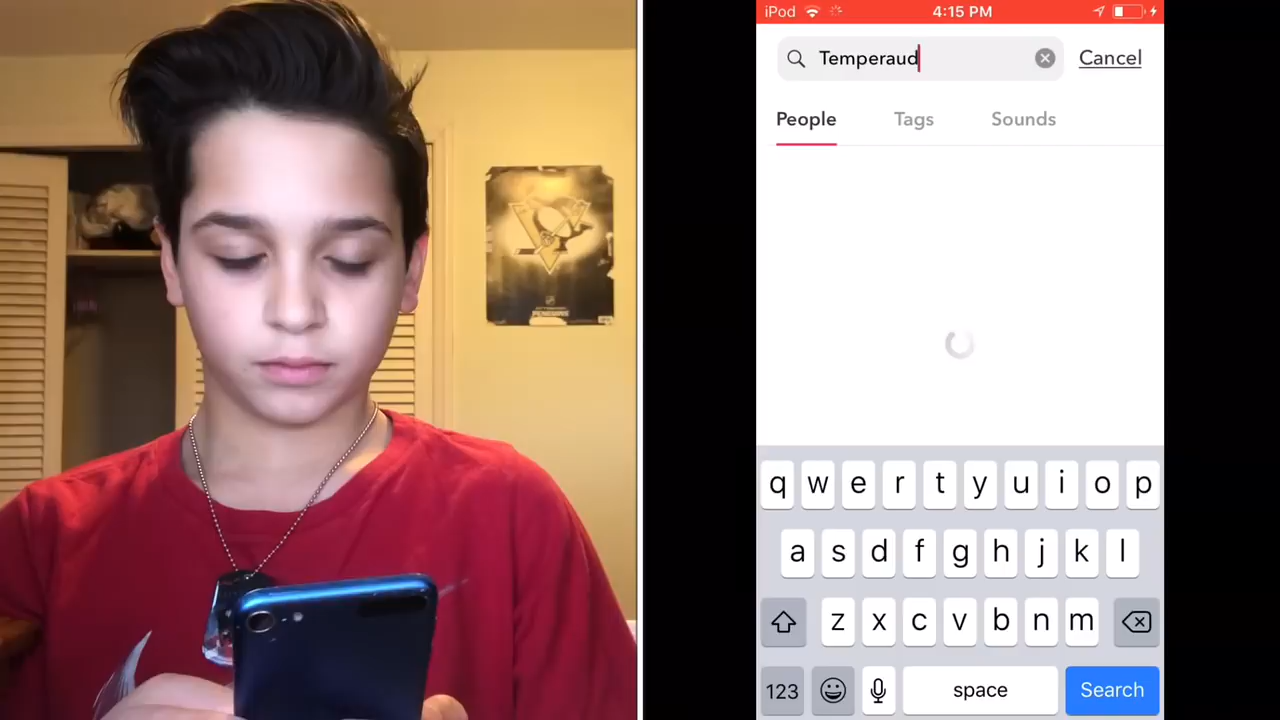 iPod 4:15 PM
Temperaud Cancel
People Tags Sounds
q w e r t y u i o p
a s d f g h j k l
z x c v b n m
123 space Search